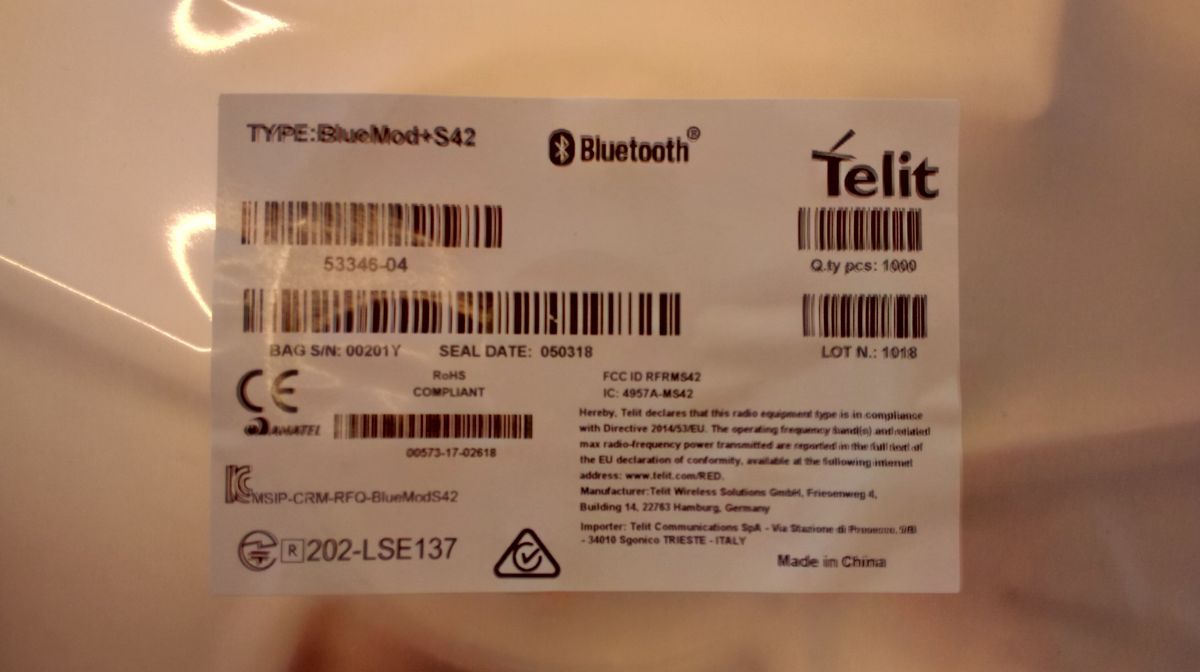 TYPE:BlueMod+S42
Bluetooth®
Telit
53346-04
Q.ty pcs: 1000
BAG S/N: 00201Y SEAL DATE: 050318
LOT N.: 1018
CE
RoHS
COMPLIANT
FCC ID RFRMS42
IC: 4957A-MS42
ANATEL
00573-17-02618
Hereby, Telit declares that this radio equipment type is in compliance
with Directive 2014/53/EU. The operating frequency band(s) and related
max radio-frequency power transmitted are reported in the full text of
the EU declaration of conformity, available at the following internet
address: www.telit.com/RED.
Manufacturer:Telit Wireless Solutions GmbH, Friesenweg 4,
Building 14, 22763 Hamburg, Germany
MSIP-CRM-RFQ-BlueModS42
R 202-LSE137
Importer: Telit Communications SpA - Via Stazione di Prosecco,
- 34010 Sgonico TRIESTE - ITALY
Made in China